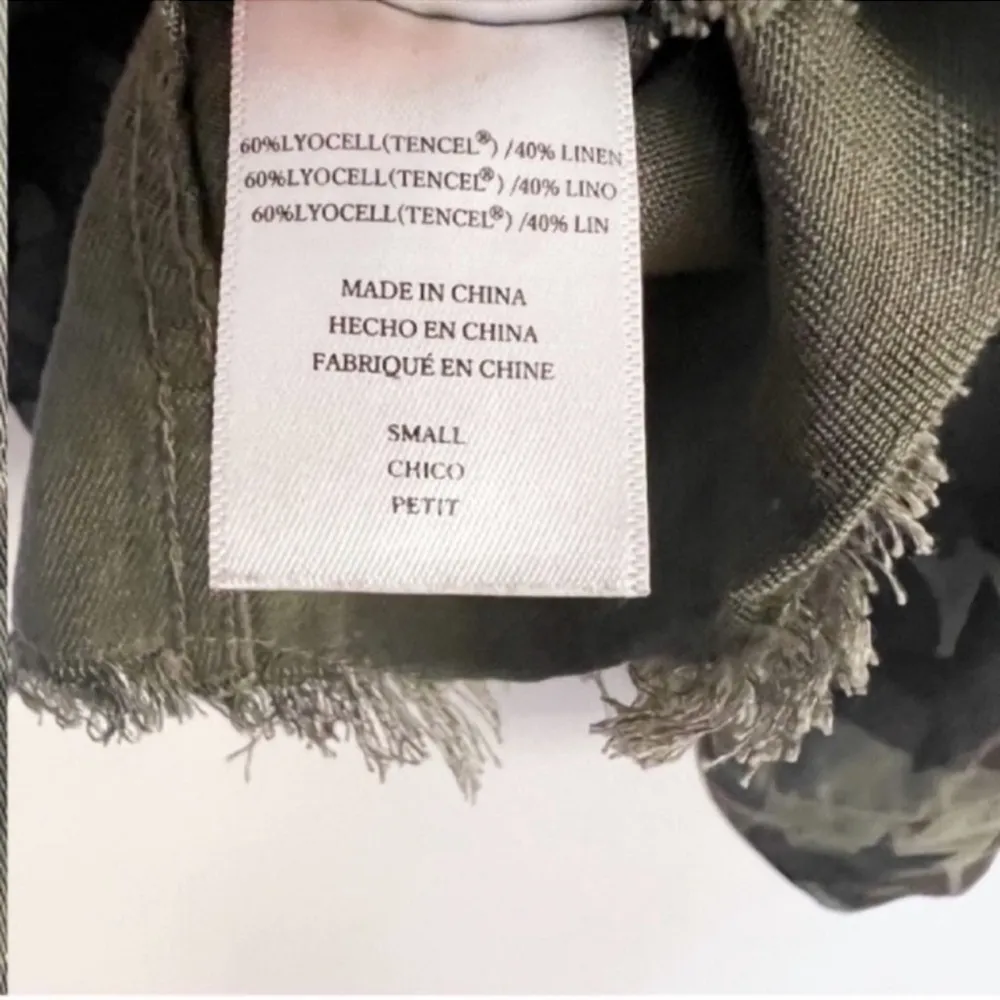 60%LYOCELL(TENCEL®) /40% LINEN
60%LYOCELL(TENCEL®) /40% LINO
60%LYOCELL(TENCEL®) /40% LIN
MADE IN CHINA
HECHO EN CHINA
FABRIQUÉ EN CHINE
SMALL
CHICO
PETIT